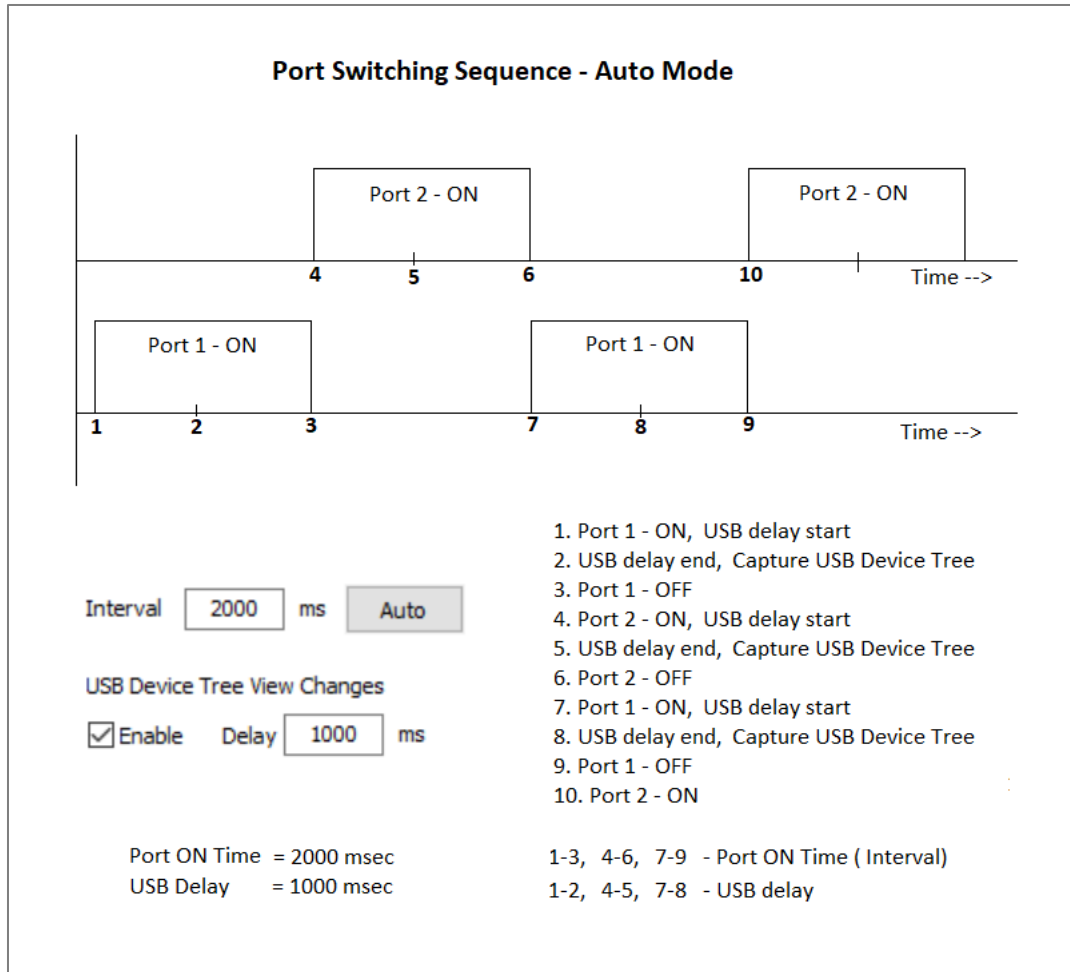 Port Switching Sequence - Auto Mode
Port 2 - ON
Port 2 - ON
4
5
6
10
Time -->
Port 1 - ON
Port 1 - ON
1
2
3
7
8
9
Time -->
Interval 2000 ms Auto
USB Device Tree View Changes
Enable Delay 1000 ms
1. Port 1 - ON, USB delay start
2. USB delay end, Capture USB Device Tree
3. Port 1 - OFF
4. Port 2 - ON, USB delay start
5. USB delay end, Capture USB Device Tree
6. Port 2 - OFF
7. Port 1 - ON, USB delay start
8. USB delay end, Capture USB Device Tree
9. Port 1 - OFF
10. Port 2 - ON
Port ON Time = 2000 msec
USB Delay = 1000 msec
1-3, 4-6, 7-9 - Port ON Time ( Interval)
1-2, 4-5, 7-8 - USB delay